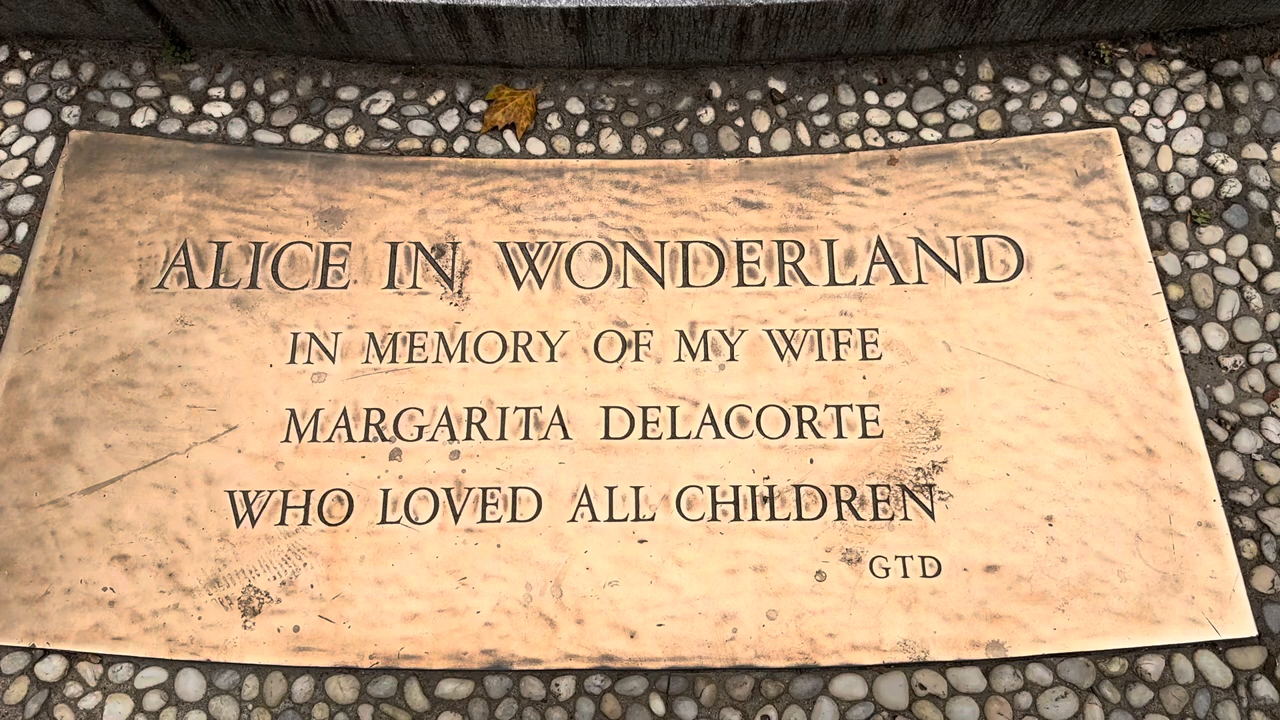 ALICE IN WONDERLAND
IN MEMORY OF MY WIFE
MARGARITA DELACORTE
WHO LOVED ALL CHILDREN
GTD